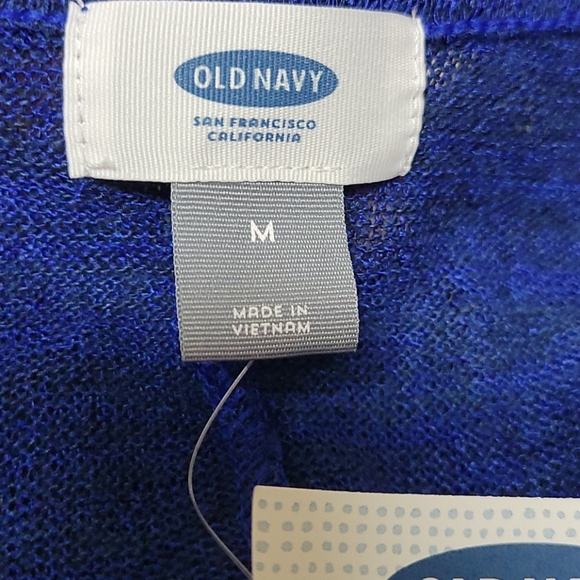 OLD NAVY
SAN FRANCISCO
CALIFORNIA
M
MADE IN
VIETNAM